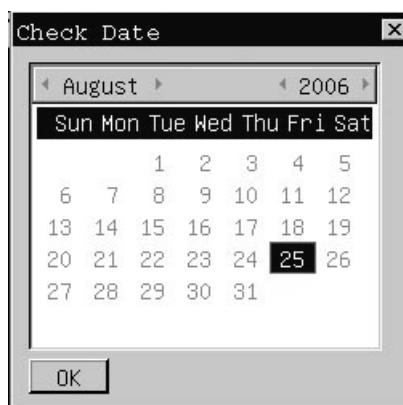 Check Date
August 2006
Sun Mon Tue Wed Thu Fri Sat
1 2 3 4 5
6 7 8 9 10 11 12
13 14 15 16 17 18 19
20 21 22 23 24 25 26
27 28 29 30 31
OK